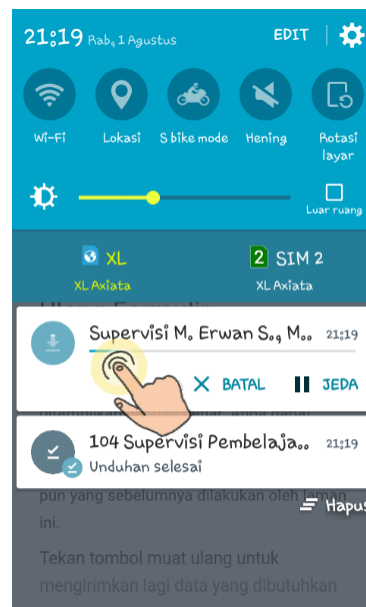 21:19 Rab, 1 Agustus EDIT
Wi-Fi Lokasi S bike mode Hening Rotasi layar
Luar ruang
XL 2 SIM 2
XL Axiata XL Axiata
Supervisi M. Erwan S., M.. 21:19
BATAL JEDA
104 Supervisi Pembelaja.. 21:19
Unduhan selesai
pun yang sebelumnya dilakukan oleh laman
Hapus
ini.
Tekan tombol muat ulang untuk
mengirimkan lagi data yang dibutuhkan